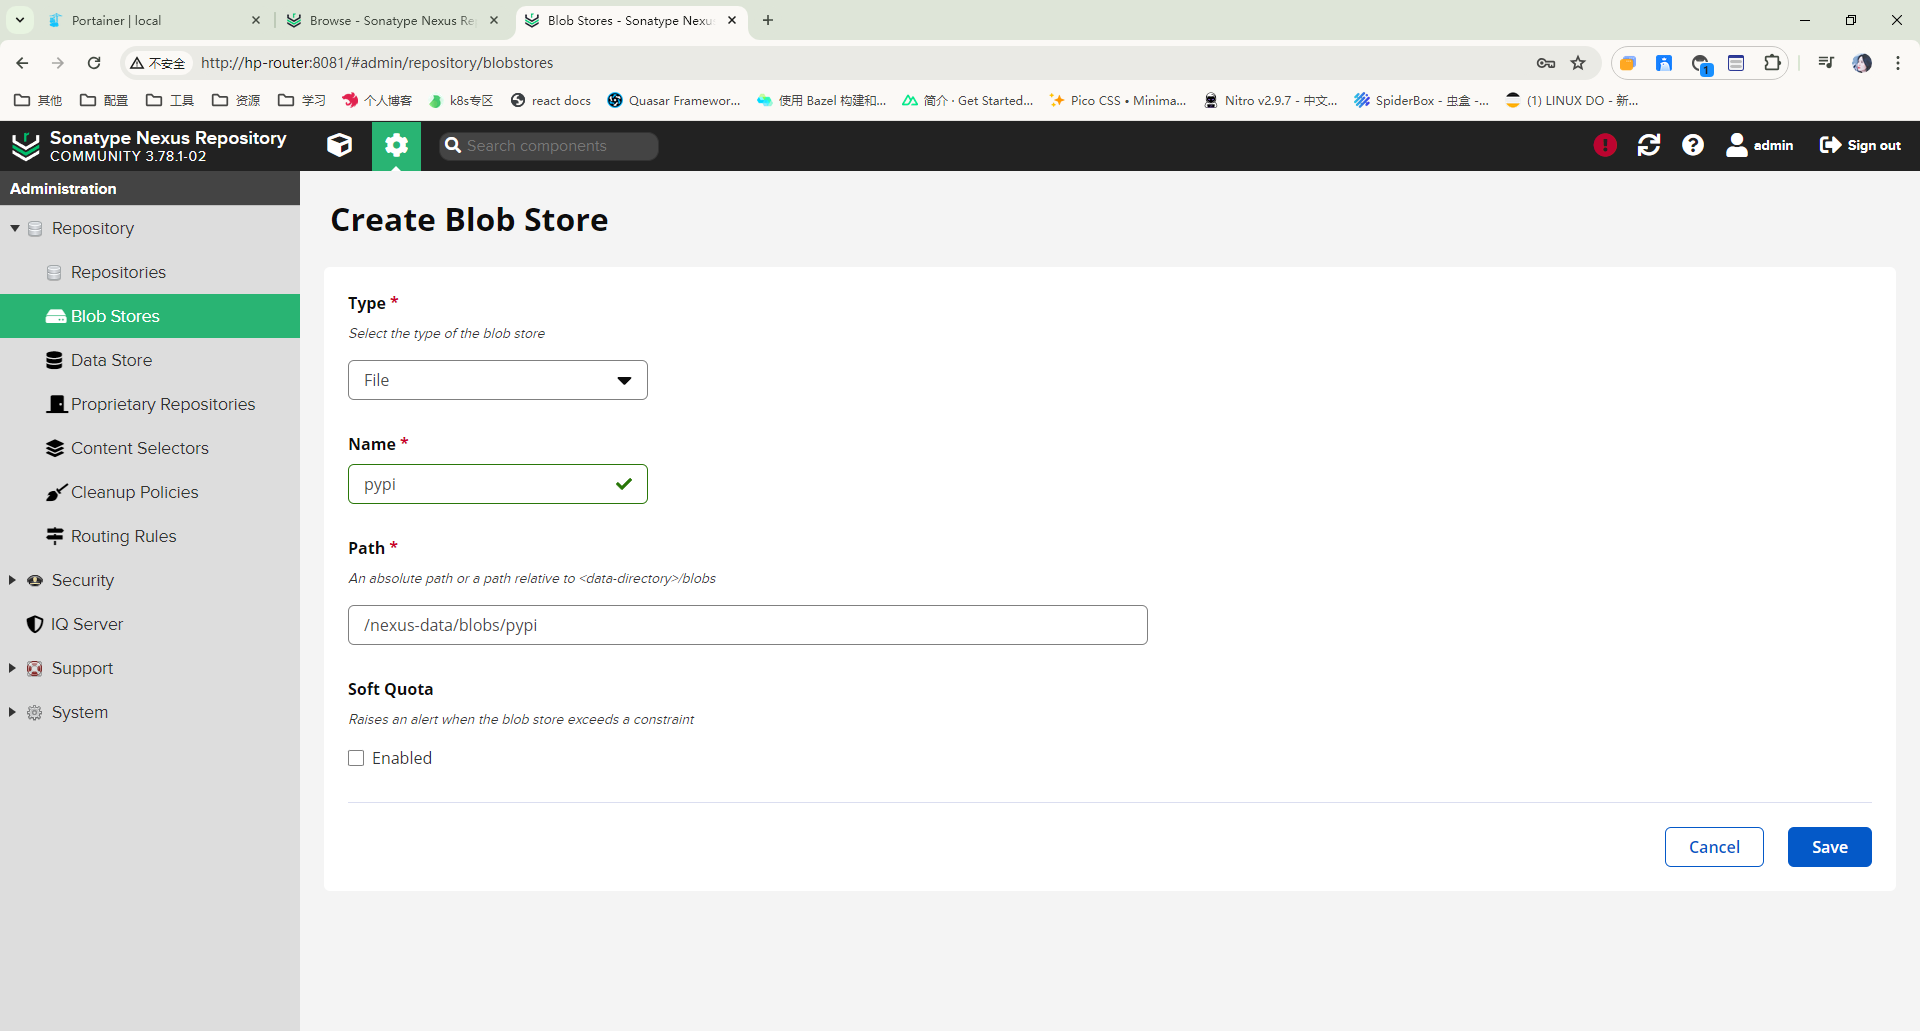 Portainer | local
Browse - Sonatype Nexus Re
Blob Stores - Sonatype Nexu
不安全
http://hp-router:8081/#admin/repository/blobstores
1
其他
配置
工具
资源
学习
个人博客
k8s专区
react docs
Quasar Framewor...
使用 Bazel 构建和...
简介 · Get Started...
Pico CSS • Minima...
Nitro v2.9.7 - 中文...
SpiderBox - 虫盒 -...
(1) LINUX DO - 新...
Sonatype Nexus Repository
COMMUNITY 3.78.1-02
Search components
admin
Sign out
Administration
Repository
Repositories
Blob Stores
Data Store
Proprietary Repositories
Content Selectors
Cleanup Policies
Routing Rules
Security
IQ Server
Support
System
Create Blob Store
Type *
Select the type of the blob store
File
Name *
pypi
Path *
An absolute path or a path relative to <data-directory>/blobs
/nexus-data/blobs/pypi
Soft Quota
Raises an alert when the blob store exceeds a constraint
Enabled
Cancel
Save